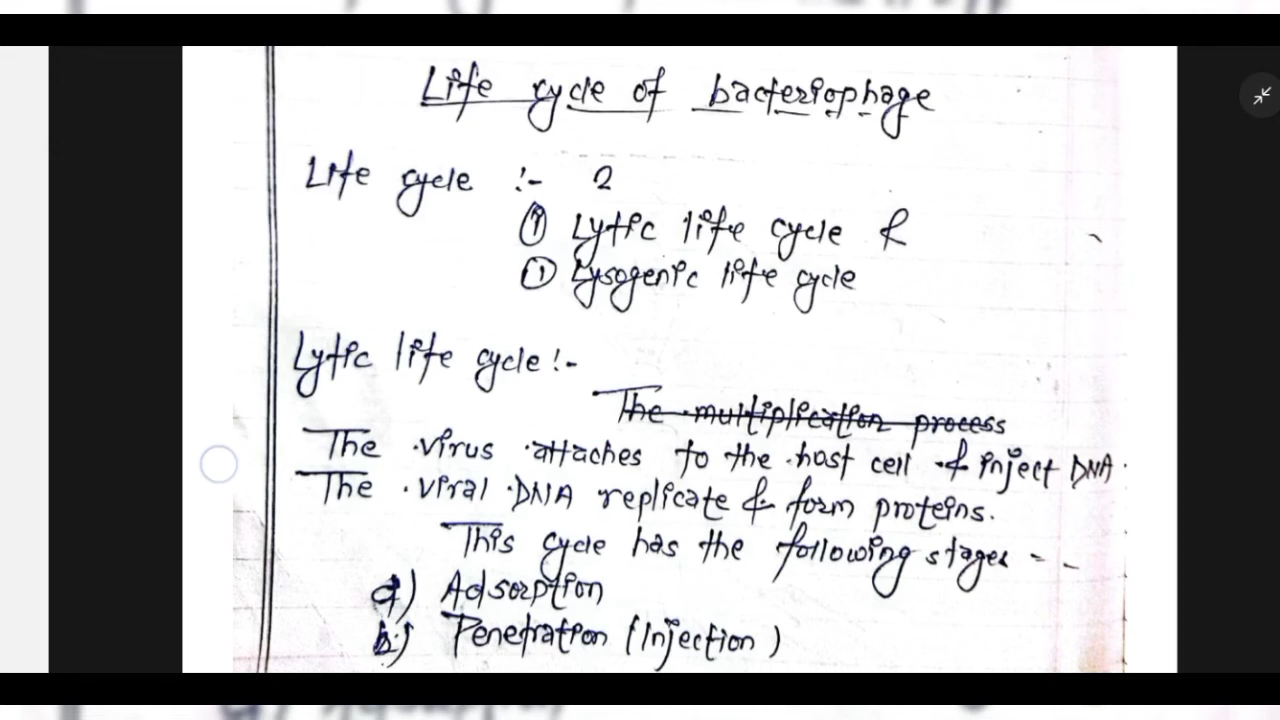 Life cycle of bacteriophage
Life cycle :- 2
① Lytic life cycle &
① Lysogenic life cycle
Lytic life cycle :-
The multiplication process
The virus attaches to the host cell & inject DNA.
The viral DNA replicate & form proteins.
This cycle has the following stages - -
a) Adsorption
b) Penetration (Injection)